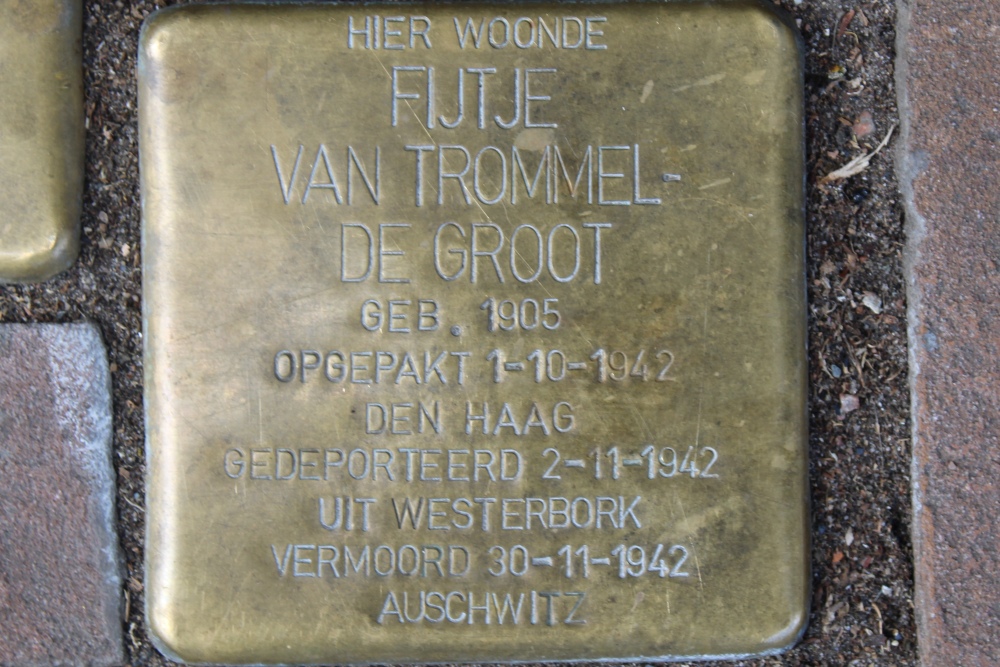 HIER WOONDE
FIJTJE
VAN TROMMEL-
DE GROOT
GEB. 1905
OPGEPAKT 1-10-1942
DEN HAAG
GEDEPORTEERD 2-11-1942
UIT WESTERBORK
VERMOORD 30-11-1942
AUSCHWITZ